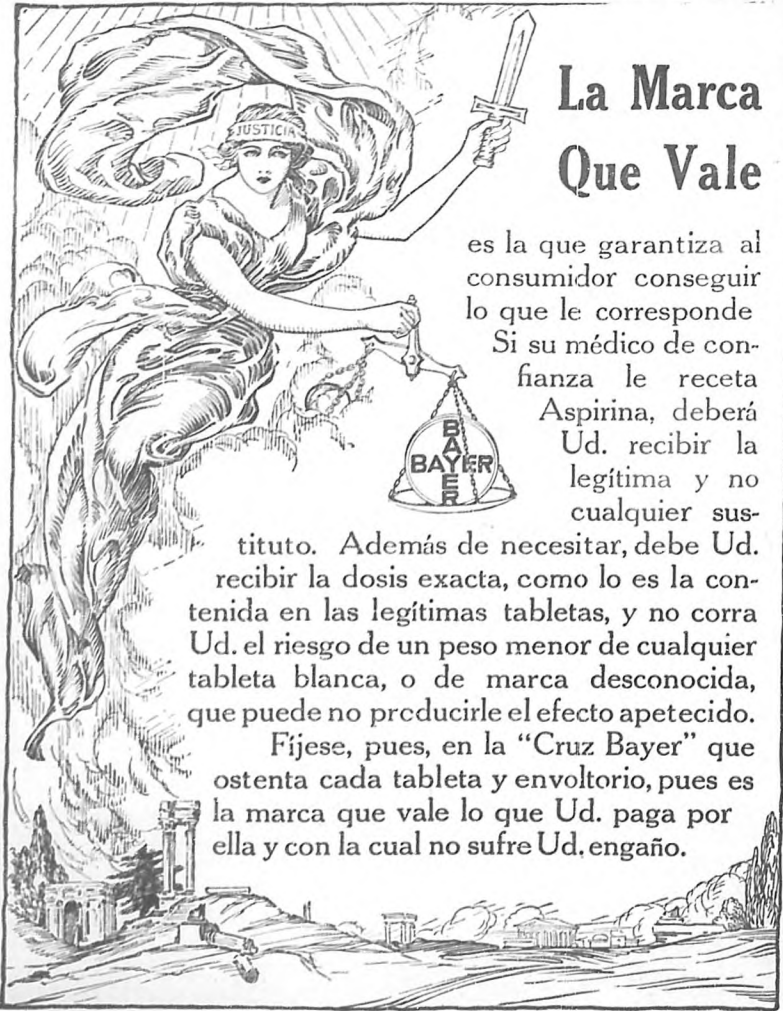 La Marca
Que Vale
JUSTICIA
es la que garantiza al
consumidor conseguir
lo que le corresponde
Si su médico de con-
fianza le receta
Aspirina, deberá
Ud. recibir la
legítima y no
cualquier sus-
tituto. Además de necesitar, debe Ud.
recibir la dosis exacta, como lo es la con-
tenida en las legítimas tabletas, y no corra
Ud. el riesgo de un peso menor de cualquier
tableta blanca, o de marca desconocida,
que puede no producirle el efecto apetecido.
Fíjese, pues, en la “Cruz Bayer” que
ostenta cada tableta y envoltorio, pues es
la marca que vale lo que Ud. paga por
ella y con la cual no sufre Ud. engaño.
BAYER
BAYER